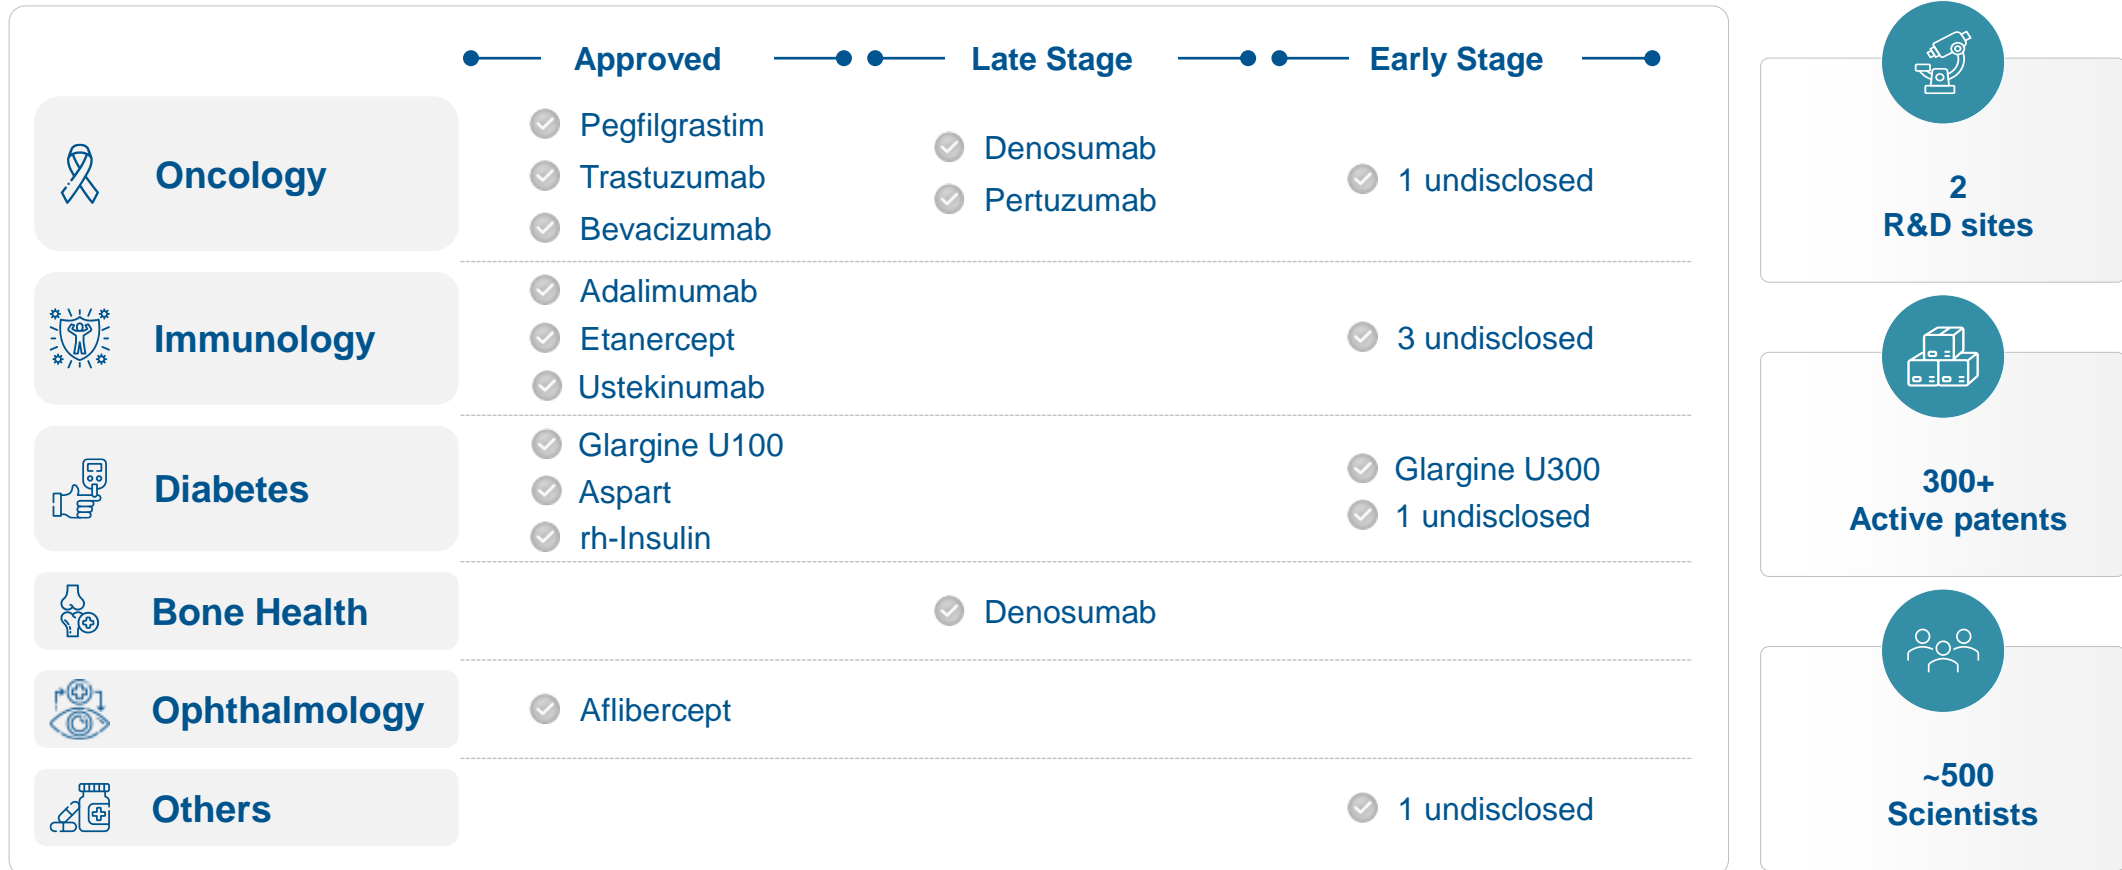 Approved
Late Stage
Early Stage
Oncology
Pegfilgrastim
Trastuzumab
Bevacizumab
Denosumab
Pertuzumab
1 undisclosed
Immunology
Adalimumab
Etanercept
Ustekinumab
3 undisclosed
Diabetes
Glargine U100
Aspart
rh-Insulin
Glargine U300
1 undisclosed
Bone Health
Denosumab
Ophthalmology
Aflibercept
Others
1 undisclosed
2
R&D sites
300+
Active patents
~500
Scientists